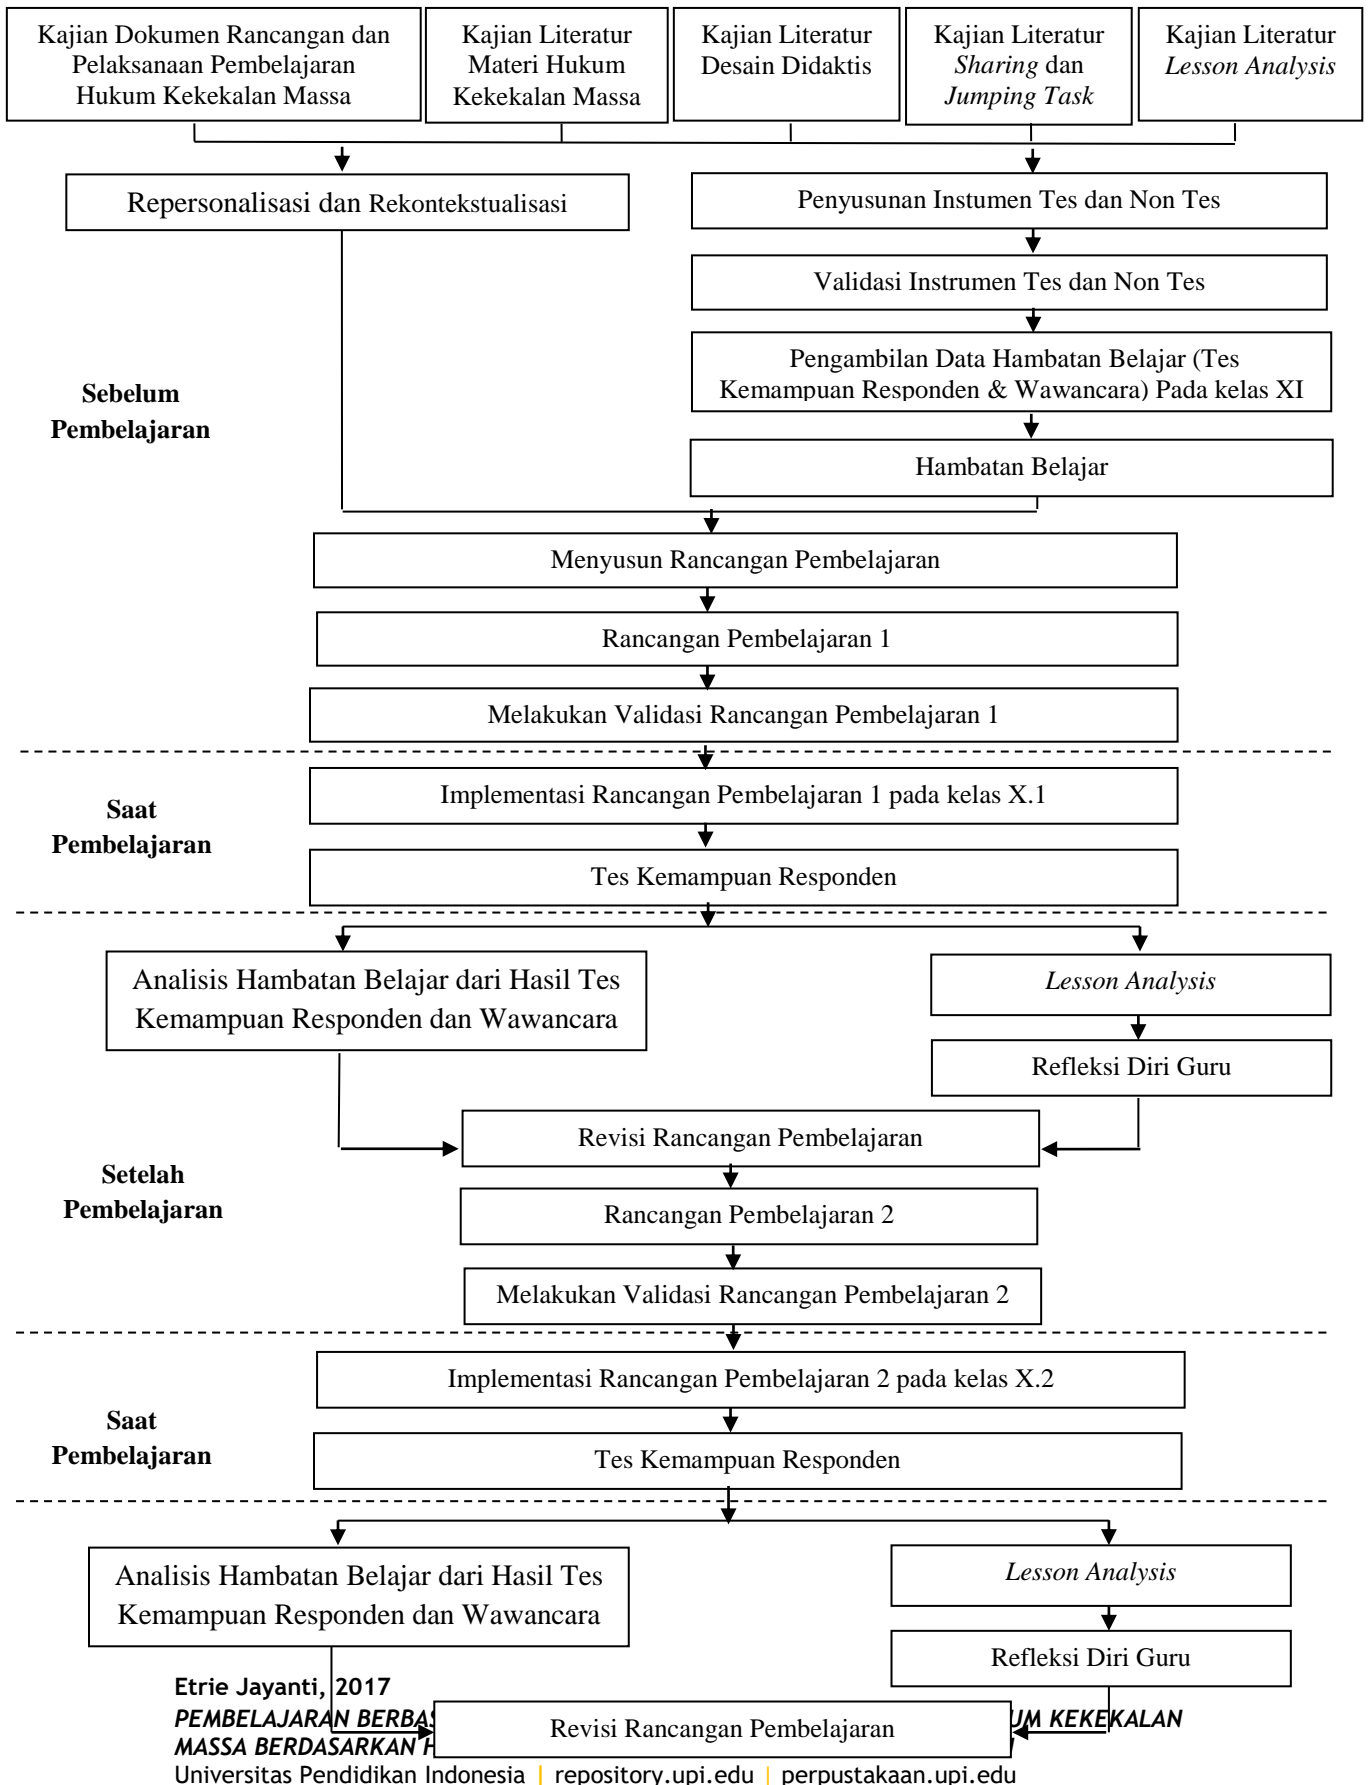 Kajian Dokumen Rancangan dan
Pelaksanaan Pembelajaran
Hukum Kekekalan Massa
Kajian Literatur
Materi Hukum
Kekekalan Massa
Kajian Literatur
Desain Didaktis
Kajian Literatur
Sharing dan
Jumping Task
Kajian Literatur
Lesson Analysis
Repersonalisasi dan Rekontekstualisasi
Penyusunan Instumen Tes dan Non Tes
Validasi Instrumen Tes dan Non Tes
Pengambilan Data Hambatan Belajar (Tes
Kemampuan Responden & Wawancara) Pada kelas XI
Sebelum
Pembelajaran
Hambatan Belajar
Menyusun Rancangan Pembelajaran
Rancangan Pembelajaran 1
Melakukan Validasi Rancangan Pembelajaran 1
Implementasi Rancangan Pembelajaran 1 pada kelas X.1
Saat
Pembelajaran
Tes Kemampuan Responden
Analisis Hambatan Belajar dari Hasil Tes
Kemampuan Responden dan Wawancara
Lesson Analysis
Refleksi Diri Guru
Revisi Rancangan Pembelajaran
Setelah
Pembelajaran
Rancangan Pembelajaran 2
Melakukan Validasi Rancangan Pembelajaran 2
Implementasi Rancangan Pembelajaran 2 pada kelas X.2
Saat
Pembelajaran
Tes Kemampuan Responden
Analisis Hambatan Belajar dari Hasil Tes
Kemampuan Responden dan Wawancara
Lesson Analysis
Refleksi Diri Guru
Revisi Rancangan Pembelajaran
Etrie Jayanti, 2017
PEMBELAJARAN KEKEKALAN
MASSA BERDASARKAN
Universitas Pendidikan Indonesia | repository.upi.edu | perpustakaan.upi.edu